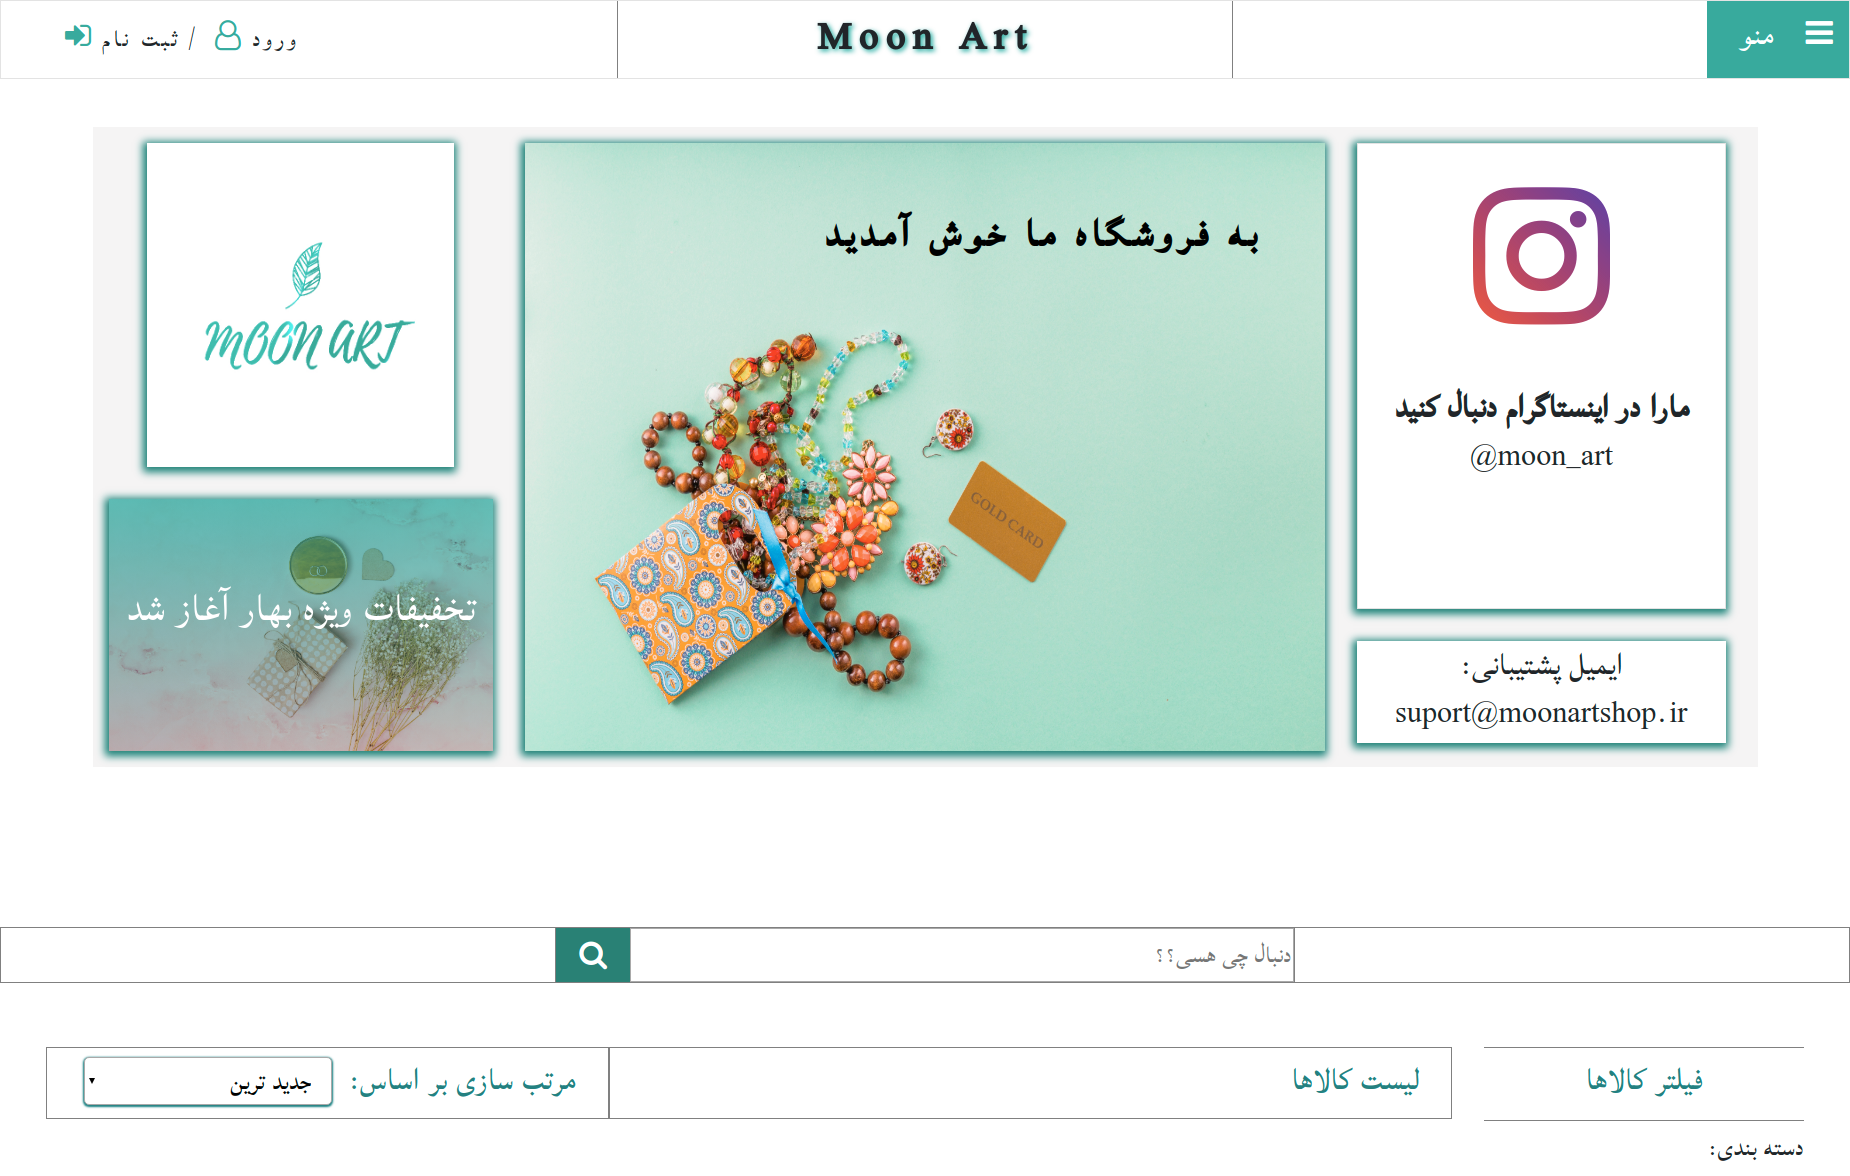 منو
Moon Art
ورود / ثبت نام
مارا در اینستاگرام دنبال کنید
@moon_art
ایمیل پشتیبانی:
suport@moonartshop.ir
به فروشگاه ما خوش آمدید
GOLD CARD
MOON ART
تخفیفات ویژه بهار آغاز شد
دنبال چی هسی؟؟
فیلتر کالاها
لیست کالاها
مرتب سازی بر اساس:
جدید ترین
دسته بندی: